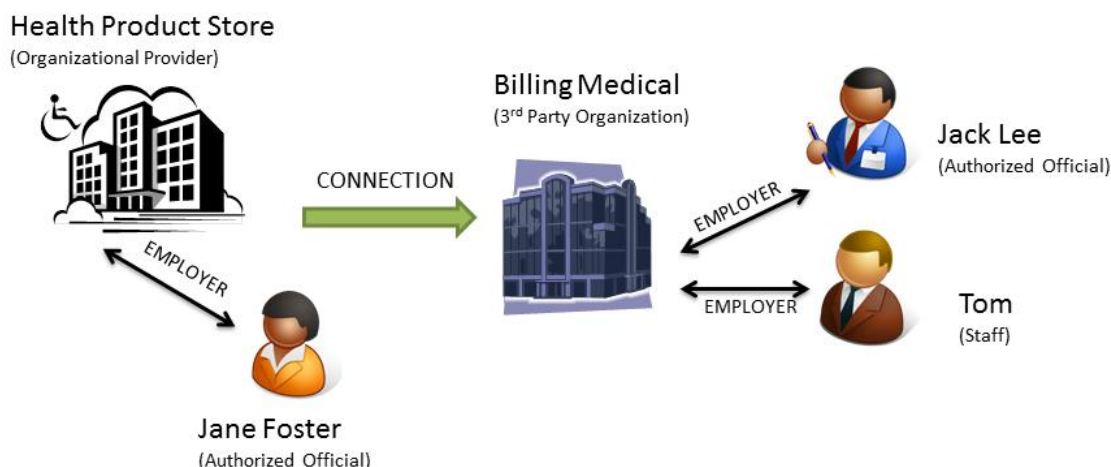 Health Product Store
(Organizational Provider)
Billing Medical
(3rd Party Organization)
Jack Lee
(Authorized Official)
CONNECTION
EMPLOYER
EMPLOYER
EMPLOYER
Tom
(Staff)
Jane Foster
(Authorized Official)